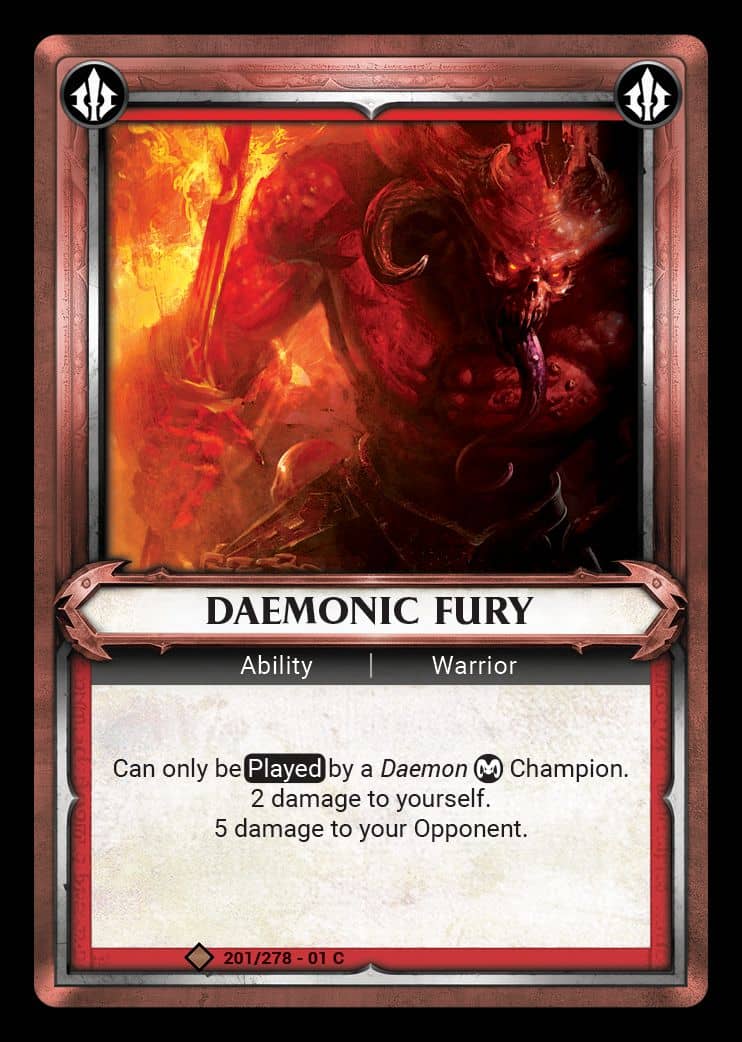 DAEMONIC FURY
Ability | Warrior
Can only be Played by a Daemon Champion.
2 damage to yourself.
5 damage to your Opponent.
201/278 - 01 C